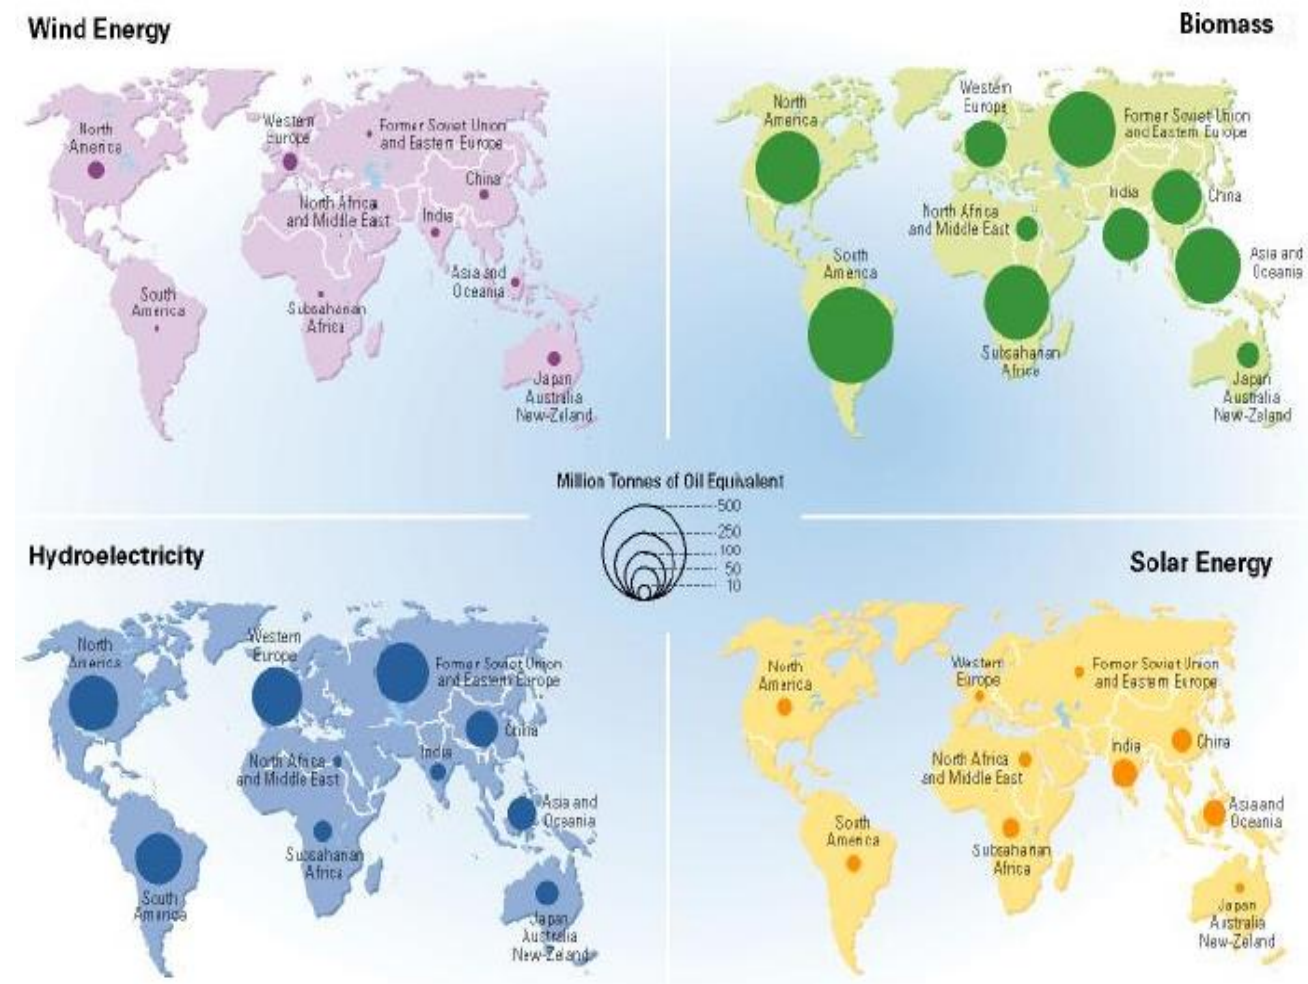 Wind Energy
North
America
Western
Europe
Former Soviet Union
and Eastern Europe
China
North Africa
and Middle East
India
Asia and
Oceania
South
America
Subsaharian
Africa
Japan
Australia
New-Zeland
Biomass
North
America
Western
Europe
Former Soviet Union
and Eastern Europe
India
China
North Africa
and Middle East
South
America
Asia and
Oceania
Subsaharian
Africa
Japan
Australia
New-Zeland
Million Tonnes of Oil Equivalent
500
250
100
50
10
Hydroelectricity
North
America
Western
Europe
Former Soviet Union
and Eastern Europe
China
North Africa
and Middle East
India
Asia and
Oceania
Subsaharian
Africa
South
America
Japan
Australia
New-Zeland
Solar Energy
North
America
Western
Europe
Former Soviet Union
and Eastern Europe
China
India
North Africa
and Middle East
Asia and
Oceania
South
America
Subsaharian
Africa
Japan
Australia
New-Zeland